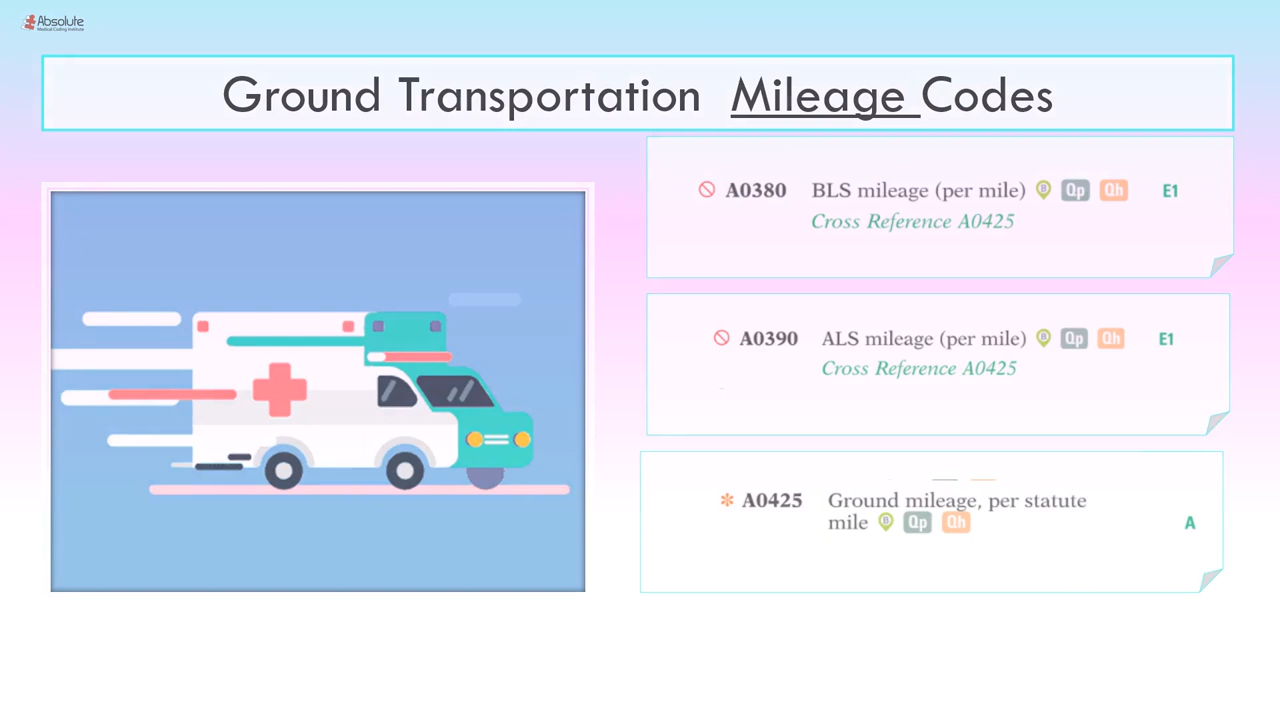 Absolute
Medical Coding Institute
Ground Transportation Mileage Codes
A0380 BLS mileage (per mile) B Qp Qh E1
Cross Reference A0425
A0390 ALS mileage (per mile) B Qp Qh E1
Cross Reference A0425
* A0425 Ground mileage, per statute
mile B Qp Qh A